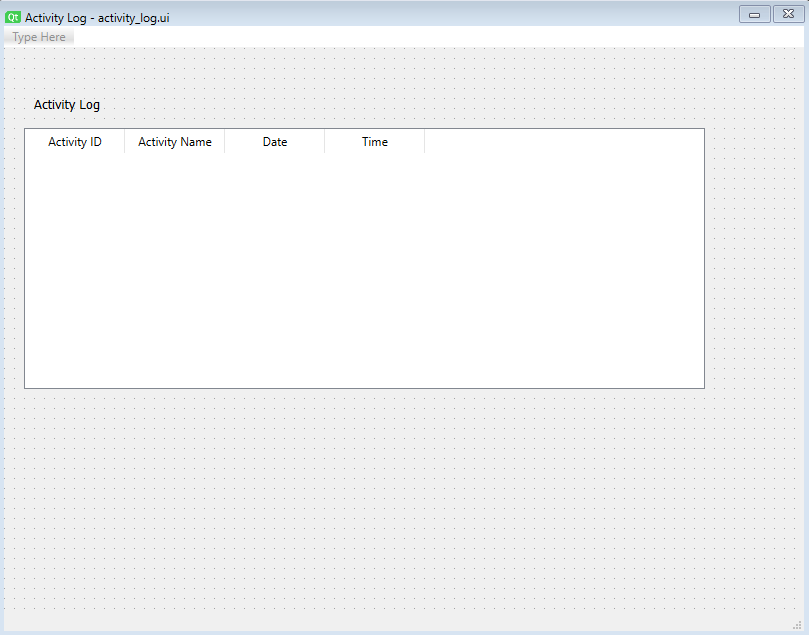 Qt Activity Log - activity_log.ui
Type Here
Activity Log
Activity ID Activity Name Date Time